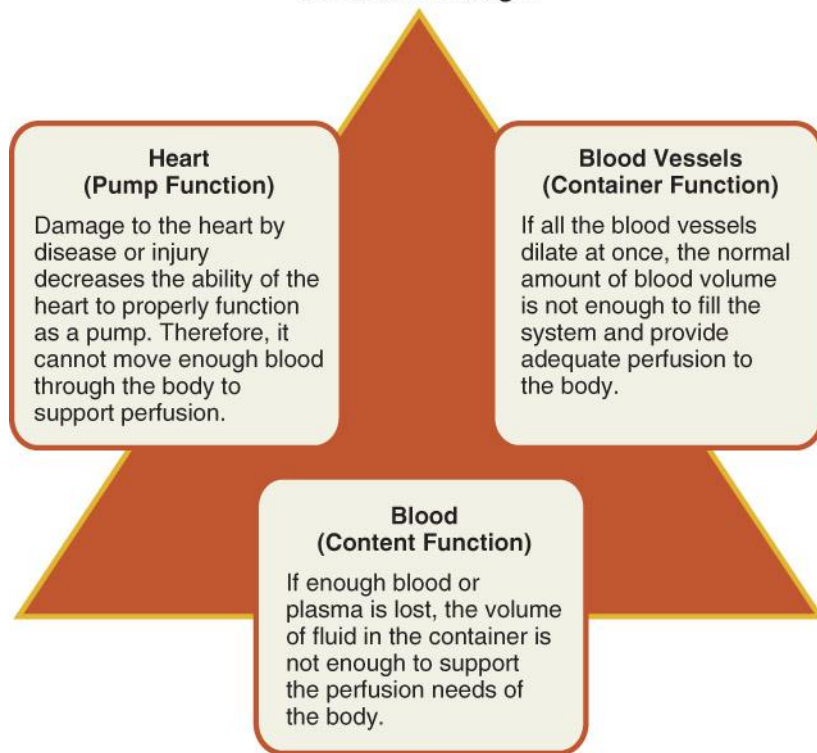 Heart
(Pump Function)
Damage to the heart by
disease or injury
decreases the ability of the
heart to properly function
as a pump. Therefore, it
cannot move enough blood
through the body to
support perfusion.
Blood Vessels
(Container Function)
If all the blood vessels
dilate at once, the normal
amount of blood volume
is not enough to fill the
system and provide
adequate perfusion to
the body.
Blood
(Content Function)
If enough blood or
plasma is lost, the volume
of fluid in the container is
not enough to support
the perfusion needs of
the body.